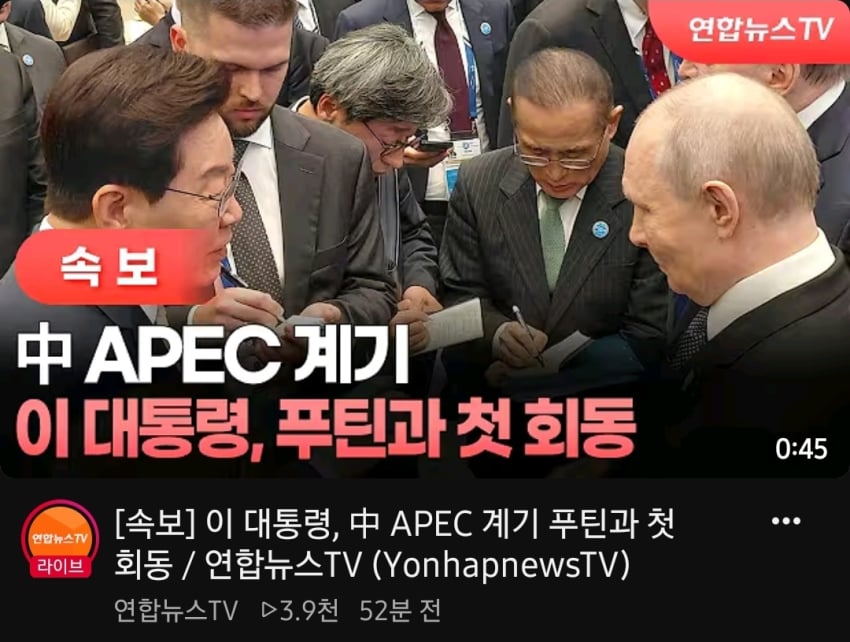 연합뉴스TV
속보
中 APEC 계기
이 대통령, 푸틴과 첫 회동
0:45
연합뉴스TV
라이브
[속보] 이 대통령, 中 APEC 계기 푸틴과 첫
회동 / 연합뉴스TV (YonhapnewsTV)
연합뉴스TV ▷3.9천 52분 전